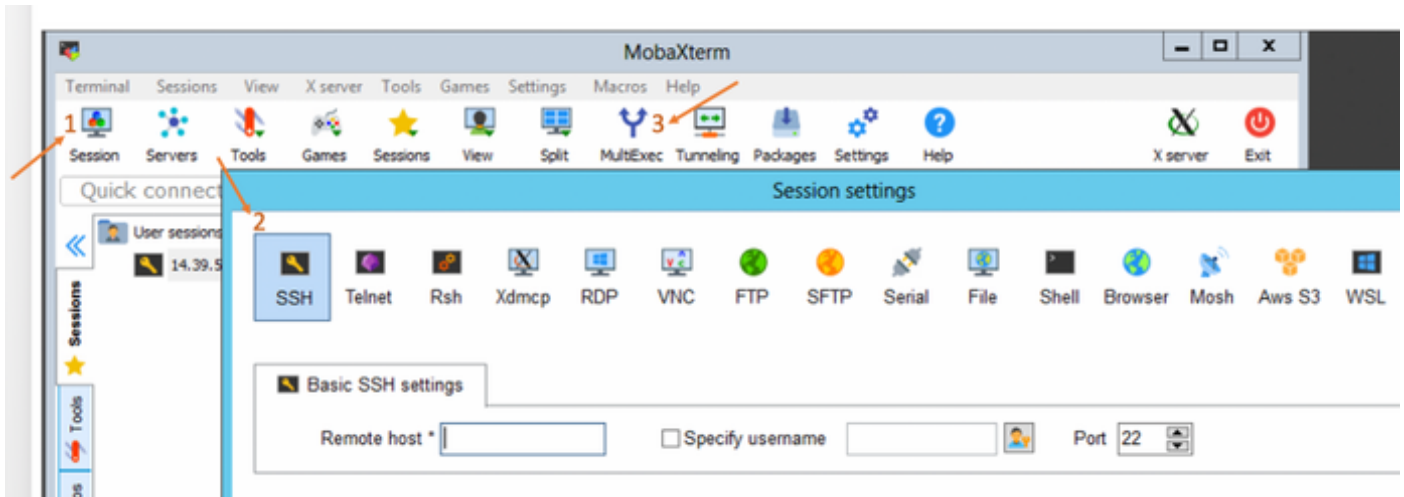 MobaXterm
Terminal Sessions View X server Tools Games Settings Macros Help
1 3
Session Servers Tools Games Sessions View Split MultiExec Tunneling Packages Settings Help X server Exit
Quick connect
Session settings
2
User sessions
14.39.5
SSH Telnet Rsh Xdmcp RDP VNC FTP SFTP Serial File Shell Browser Mosh Aws S3 WSL
Sessions
Basic SSH settings
Tools
Remote host * Specify username Port 22